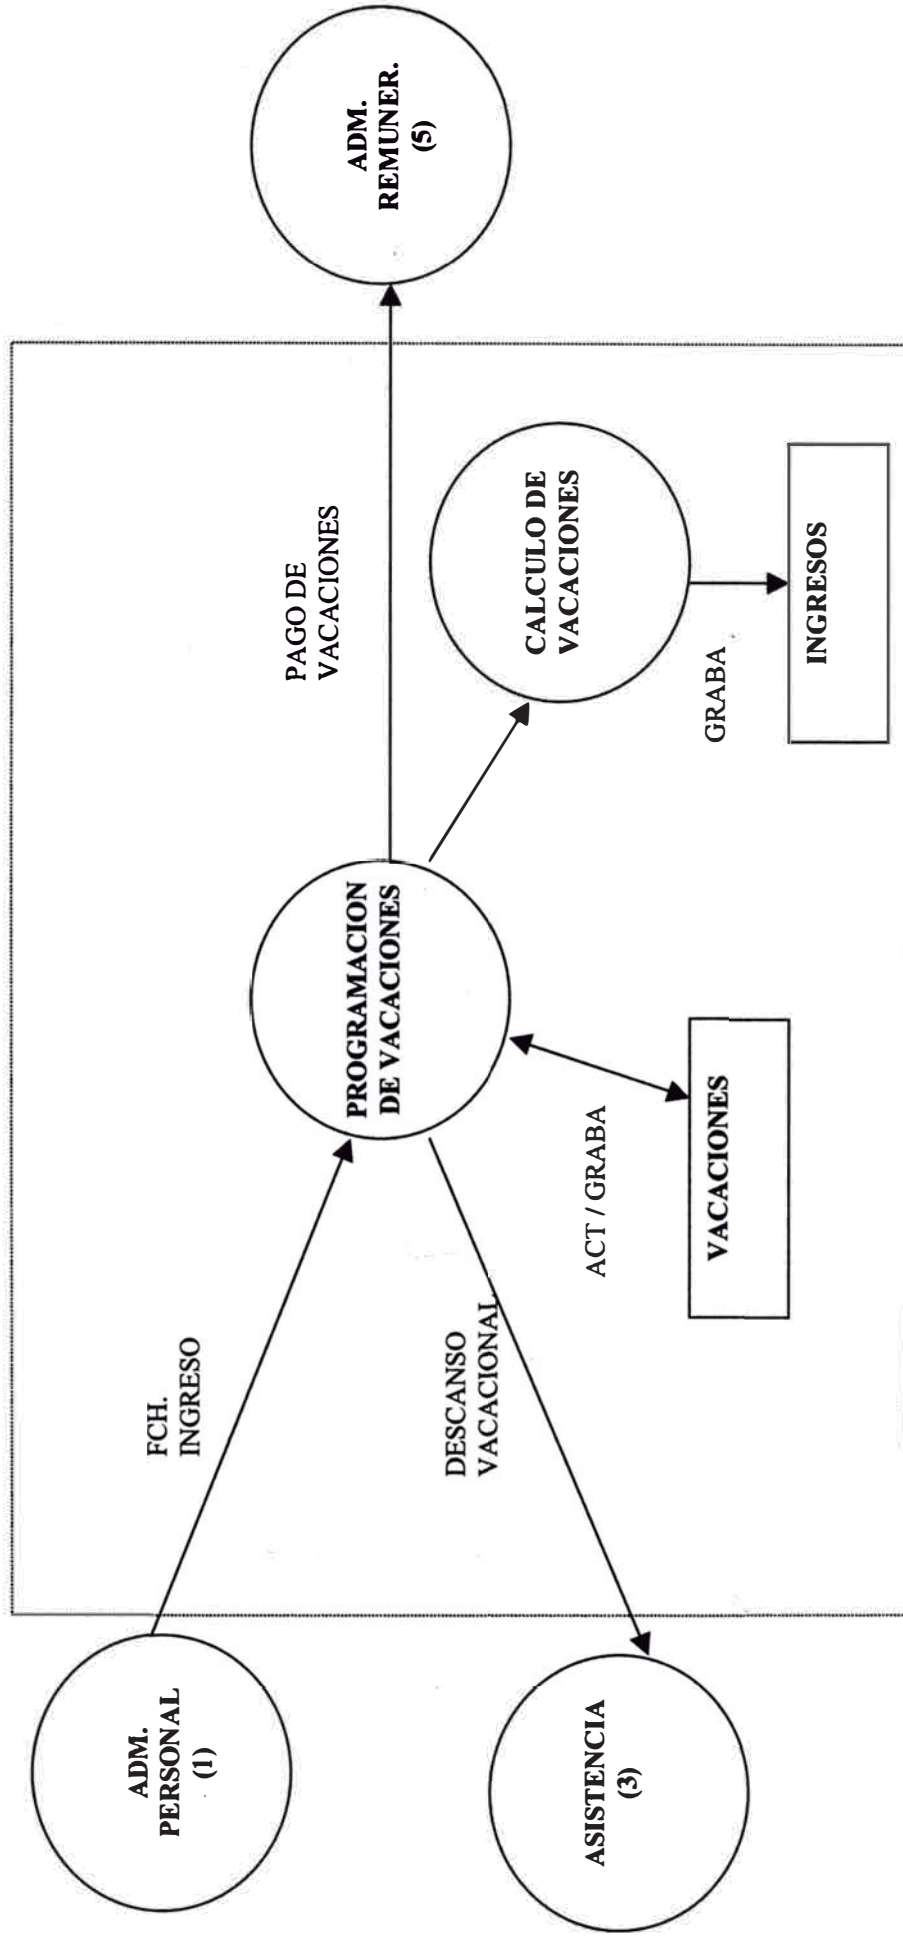 ADM.
PERSONAL
(1)
FCH.
INGRESO
PROGRAMACION
DE VACACIONES
PAGO DE
VACACIONES
ADM.
REMUNER.
(5)
ASISTENCIA
(3)
DESCANSO
VACACIONAL
ACT / GRABA
VACACIONES
CALCULO DE
VACACIONES
GRABA
INGRESOS